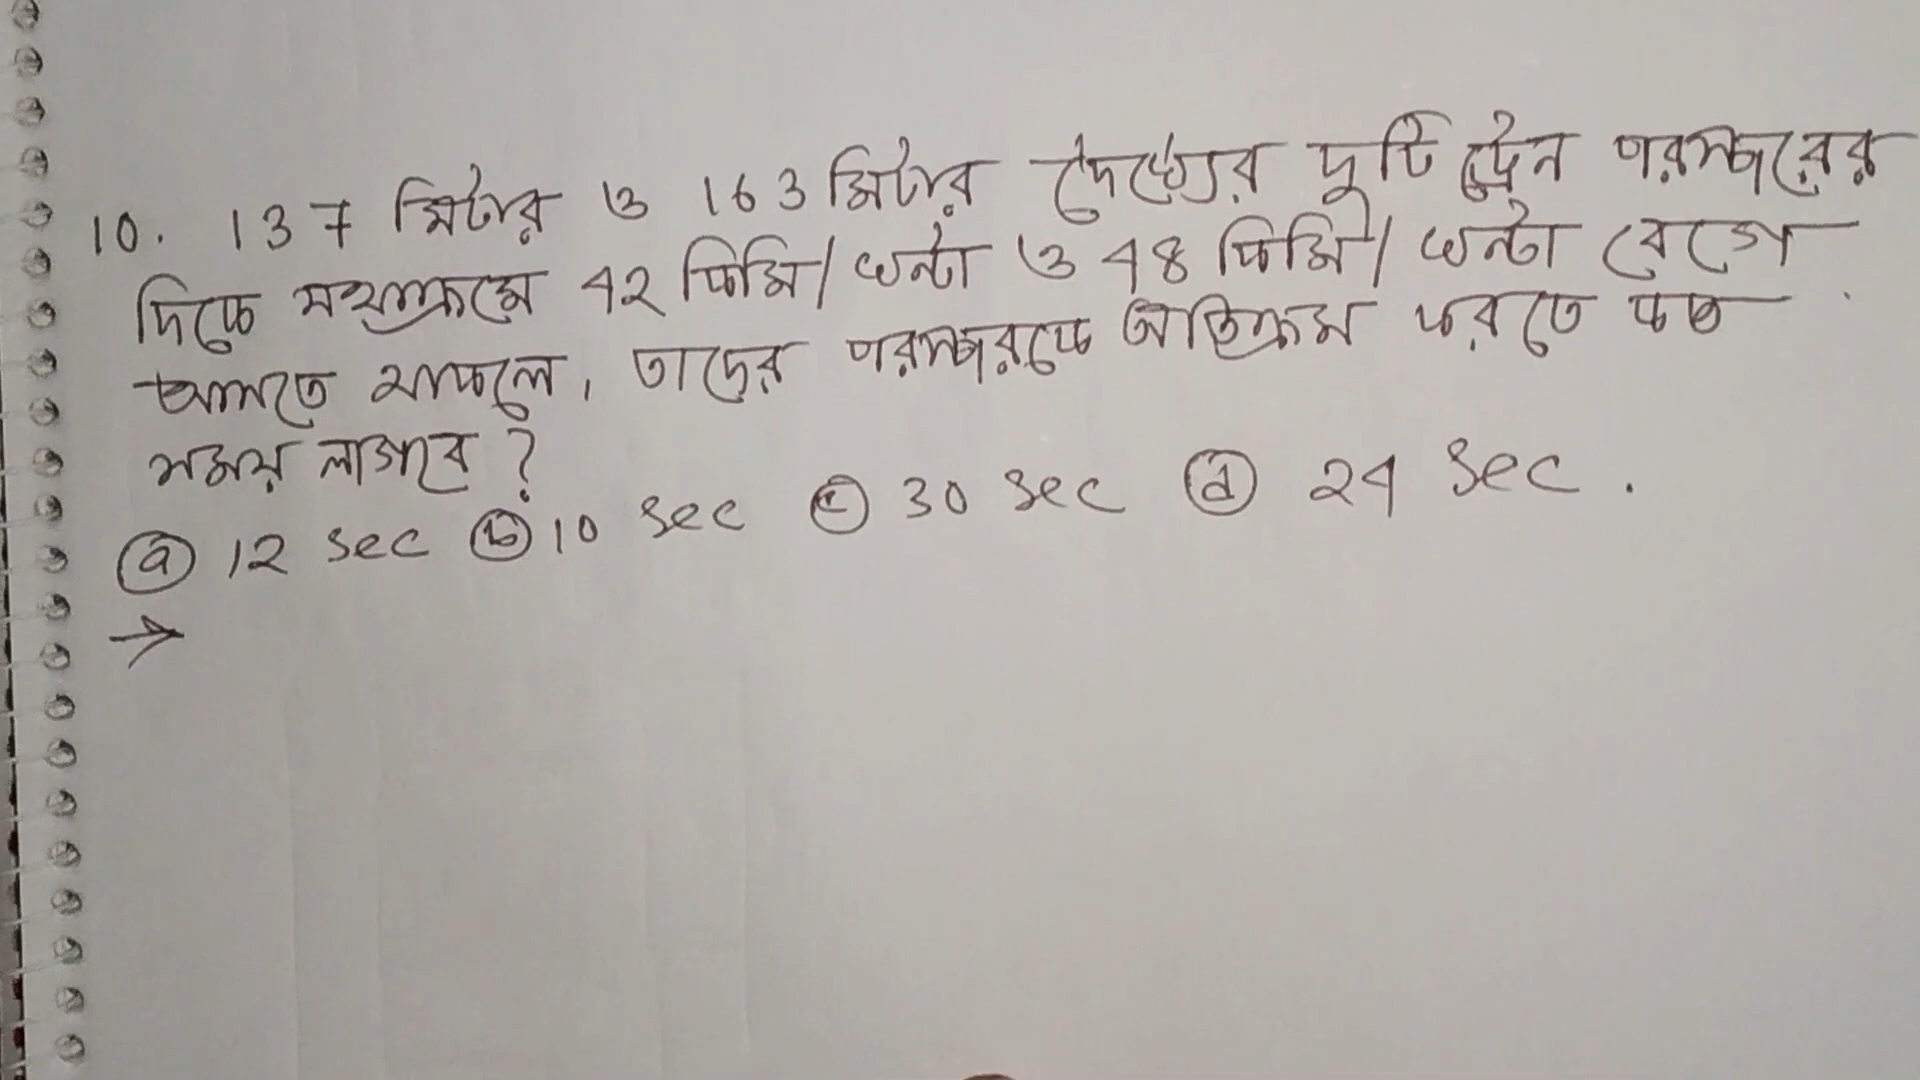 10. 137 মিটার ও 163 মিটার দৈর্ঘ্যের দুটি ট্রেন পরস্পরের
দিকে যথাক্রমে 42 কিমি/ ঘন্টা ও 48 কিমি/ ঘন্টা বেগে
আসতে থাকলে, তাদের পরস্পরকে অতিক্রম করতে কত
সময় লাগবে ?
ⓐ 12 sec ⓑ 10 sec ⓒ 30 sec ⓓ 24 sec .
→